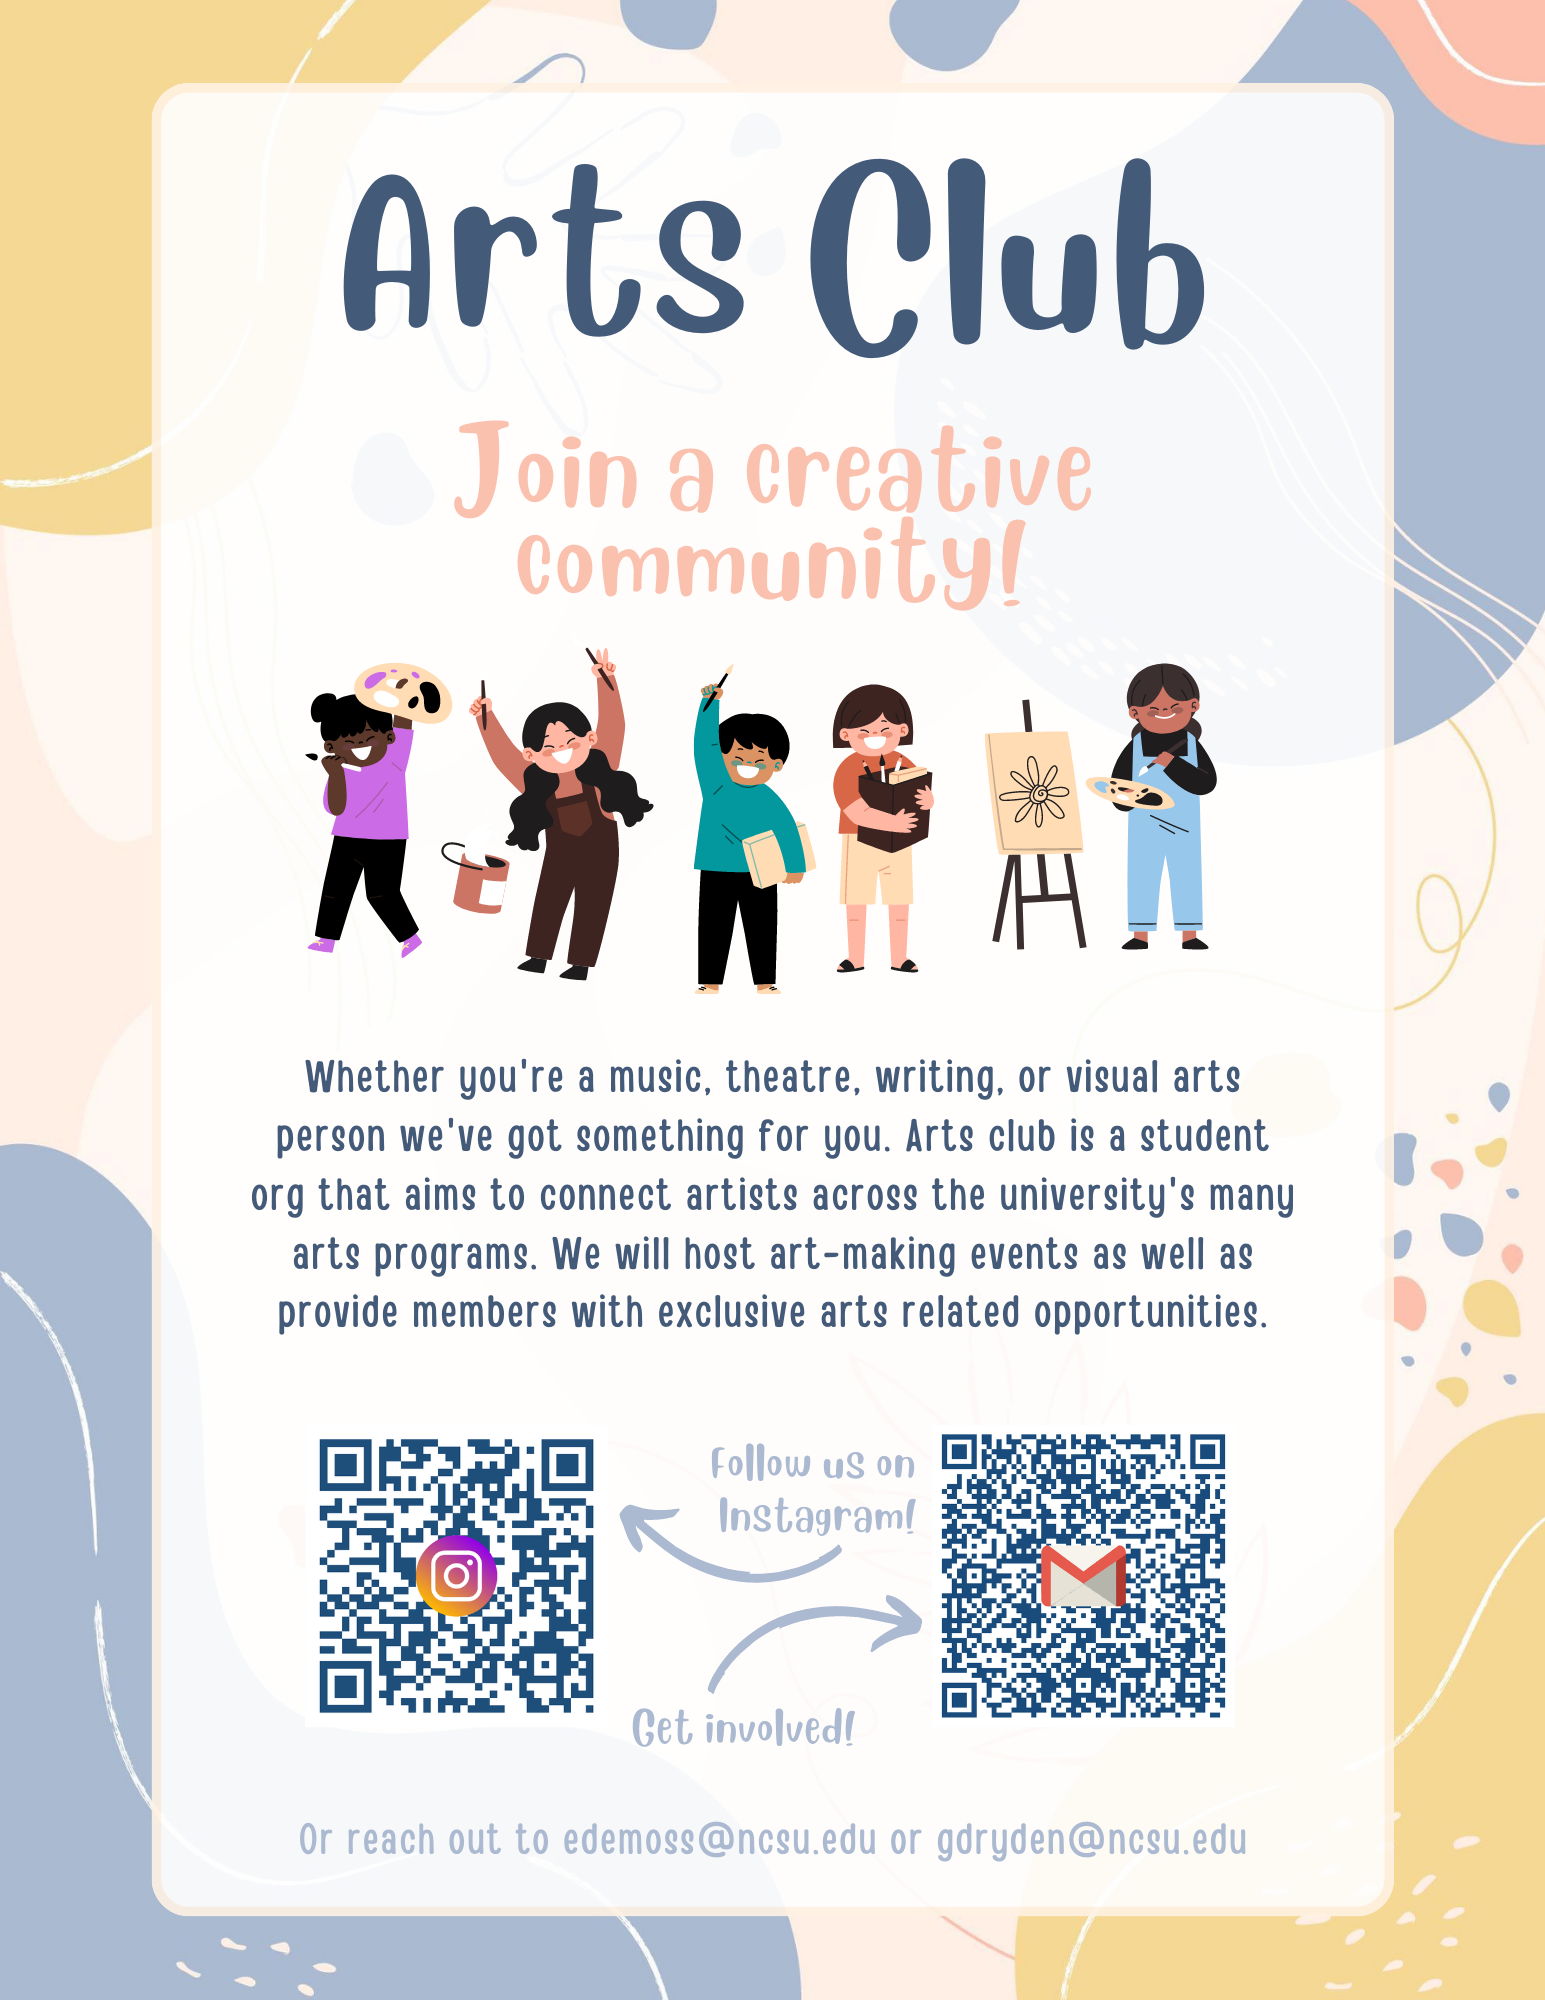 Arts Club
Join a creative
community!
Whether you're a music, theatre, writing, or visual arts
person we've got something for you. Arts club is a student
org that aims to connect artists across the university's many
arts programs. We will host art-making events as well as
provide members with exclusive arts related opportunities.
Follow us on
Instagram!
Get involved!
Or reach out to edemoss@ncsu.edu or gdryden@ncsu.edu